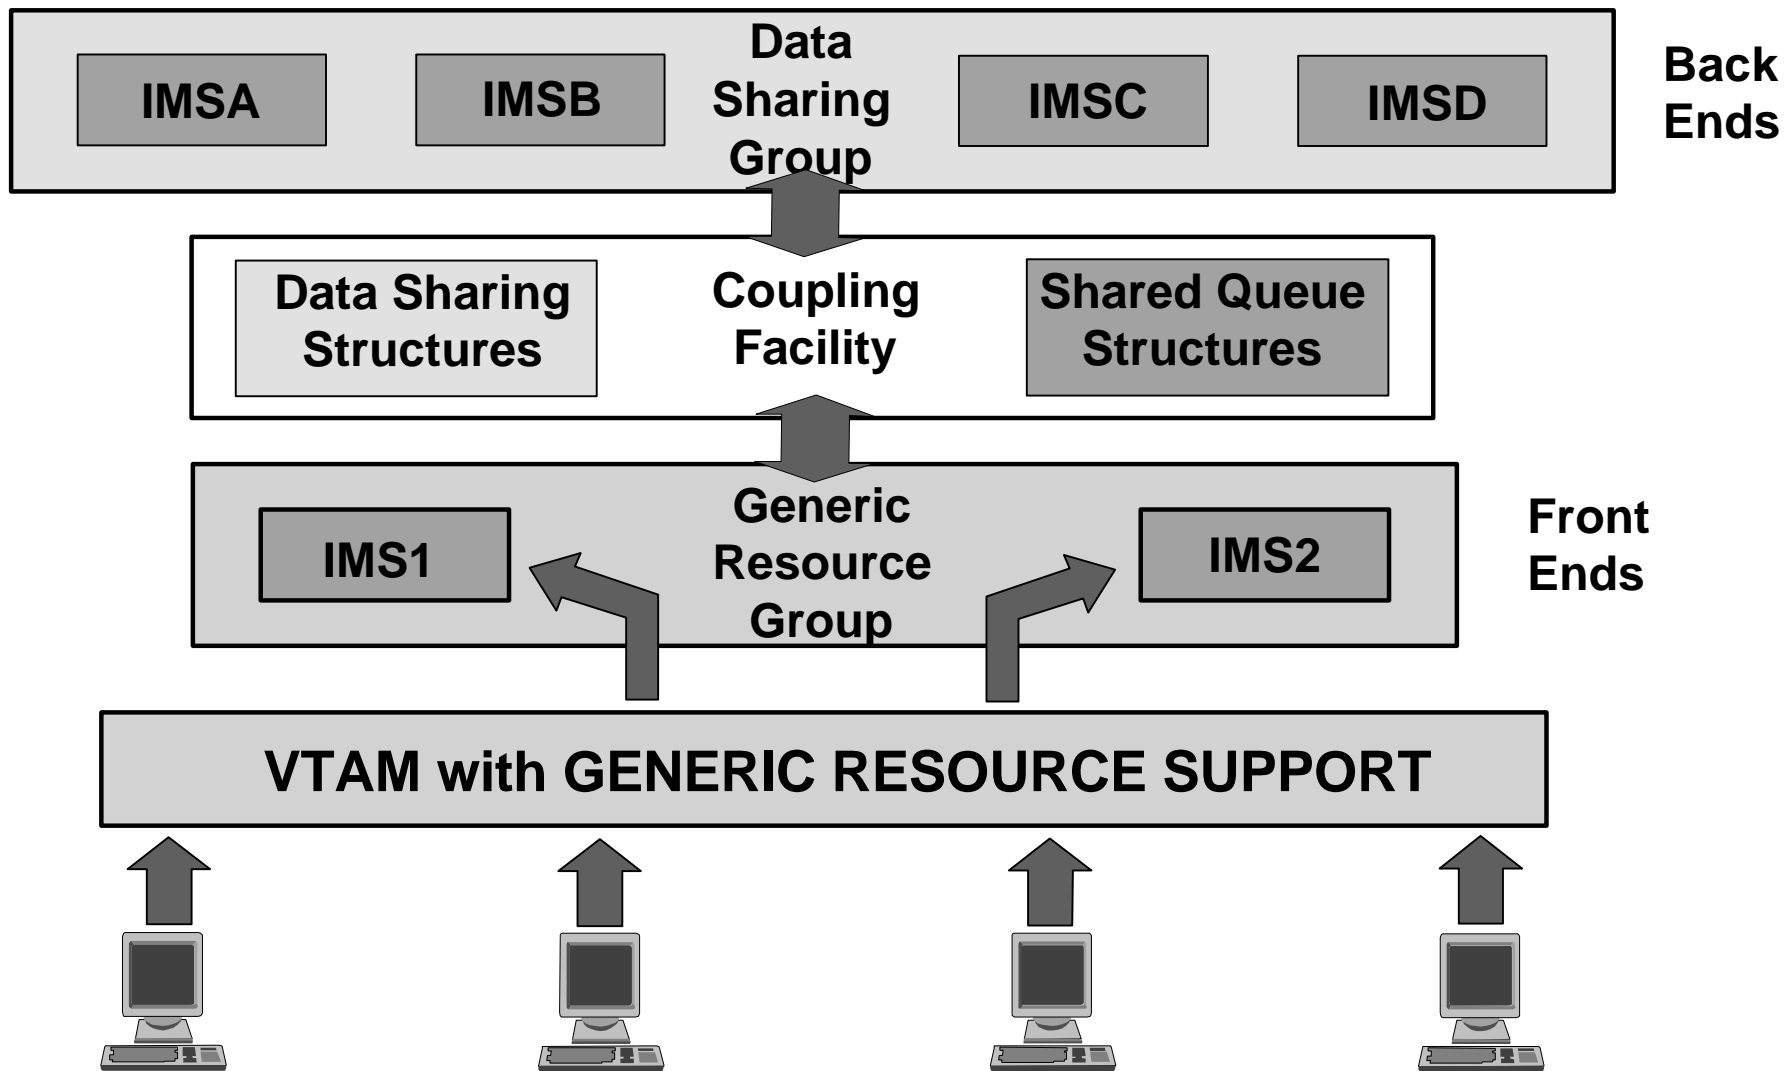 IMSA
IMSB
Data
Sharing
Group
IMSC
IMSD
Back
Ends
Data Sharing
Structures
Coupling
Facility
Shared Queue
Structures
IMS1
Generic
Resource
Group
IMS2
Front
Ends
VTAM with GENERIC RESOURCE SUPPORT